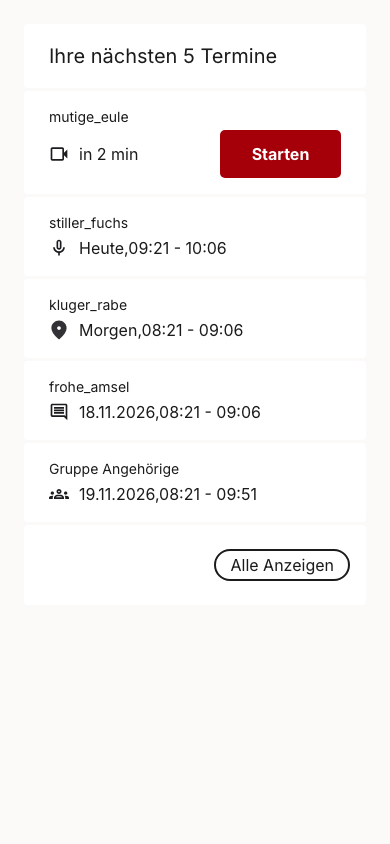 Ihre nächsten 5 Termine
mutige_eule
in 2 min
Starten
stiller_fuchs
Heute,09:21 - 10:06
kluger_rabe
Morgen,08:21 - 09:06
frohe_amsel
18.11.2026,08:21 - 09:06
Gruppe Angehörige
19.11.2026,08:21 - 09:51
Alle Anzeigen